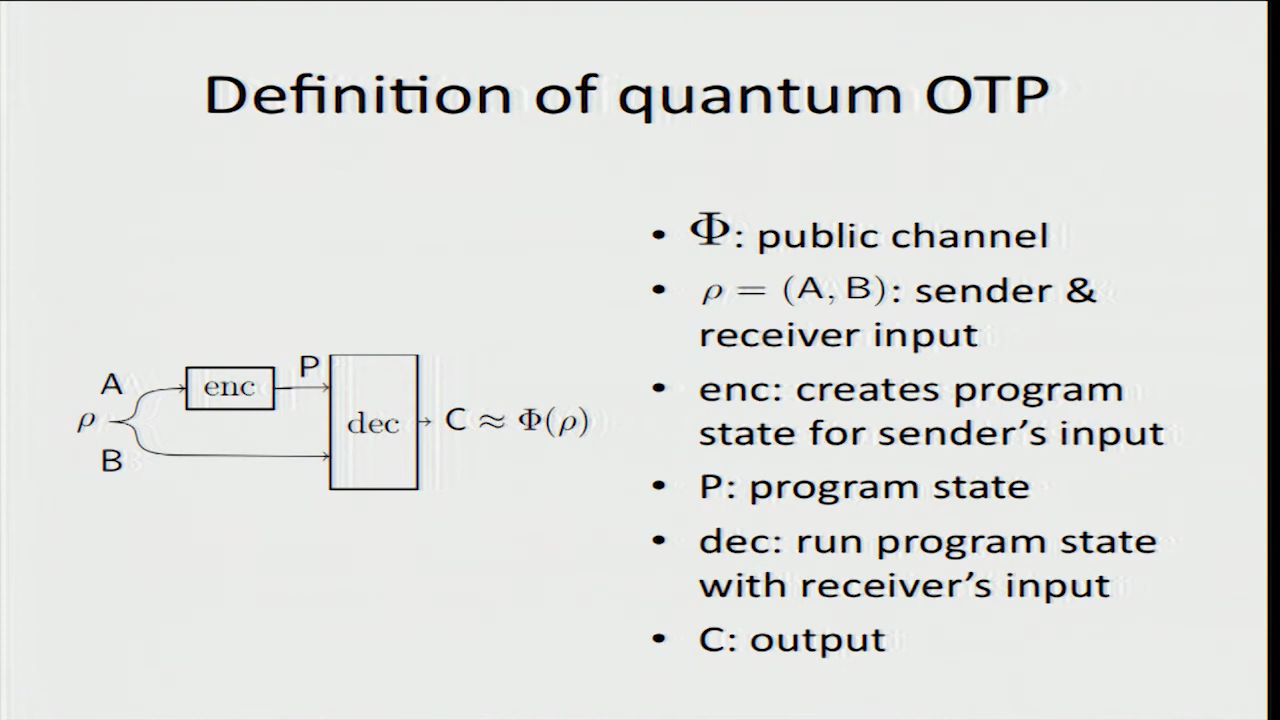 Definition of quantum OTP
A
ρ
B
enc
P
dec
C ≈ Φ(ρ)
• Φ: public channel
• ρ = (A, B): sender &
receiver input
• enc: creates program
state for sender’s input
• P: program state
• dec: run program state
with receiver’s input
• C: output